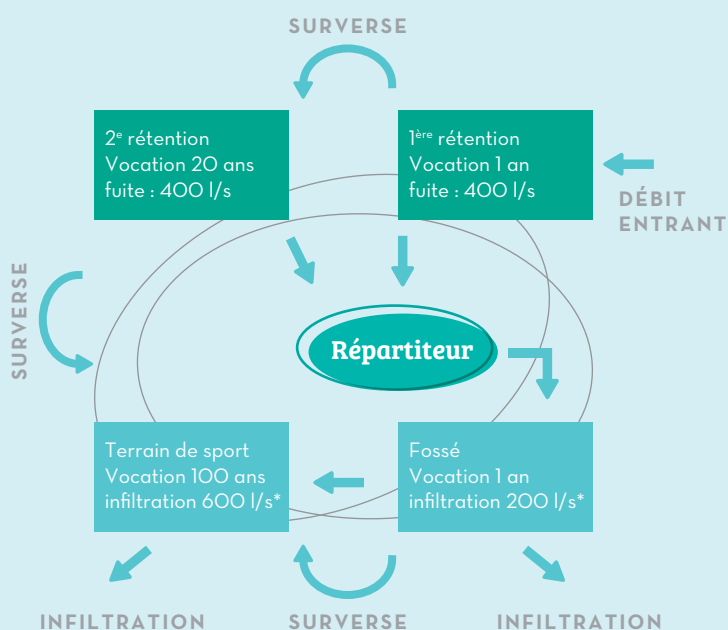 SURVERSE
2e rétention
Vocation 20 ans
fuite : 400 l/s
1ère rétention
Vocation 1 an
fuite : 400 l/s
DÉBIT
ENTRANT
SURVERSE
Répartiteur
Terrain de sport
Vocation 100 ans
infiltration 600 l/s*
Fossé
Vocation 1 an
infiltration 200 l/s*
INFILTRATION
SURVERSE
INFILTRATION